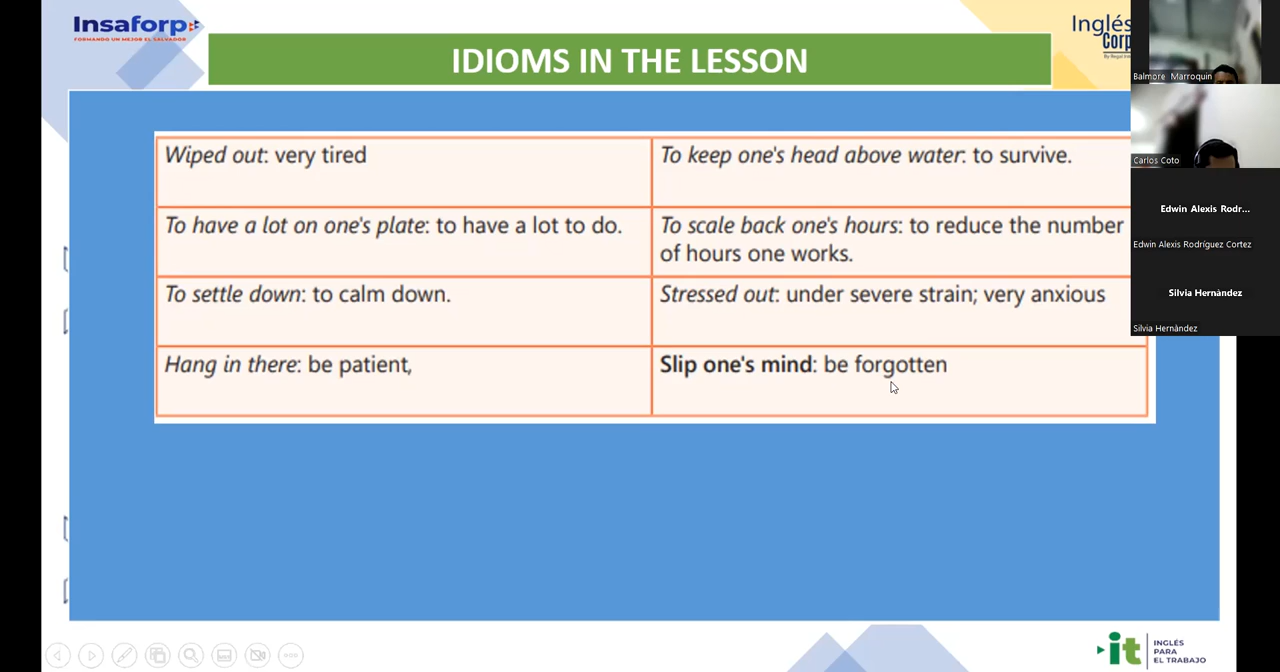 Insaforp
FORMANDO UN MEJOR EL SALVADOR
IDIOMS IN THE LESSON
Inglés
Corp
Balmore Marroquin
Carlos Coto
Edwin Alexis Rodr...
Edwin Alexis Rodríguez Cortez
Silvia Hernàndez
Silvia Hernàndez
Wiped out: very tired
To keep one's head above water: to survive.
To have a lot on one's plate: to have a lot to do.
To scale back one's hours: to reduce the number
of hours one works.
To settle down: to calm down.
Stressed out: under severe strain; very anxious
Hang in there: be patient,
Slip one's mind: be forgotten
it
INGLÉS
PARA
EL TRABAJO